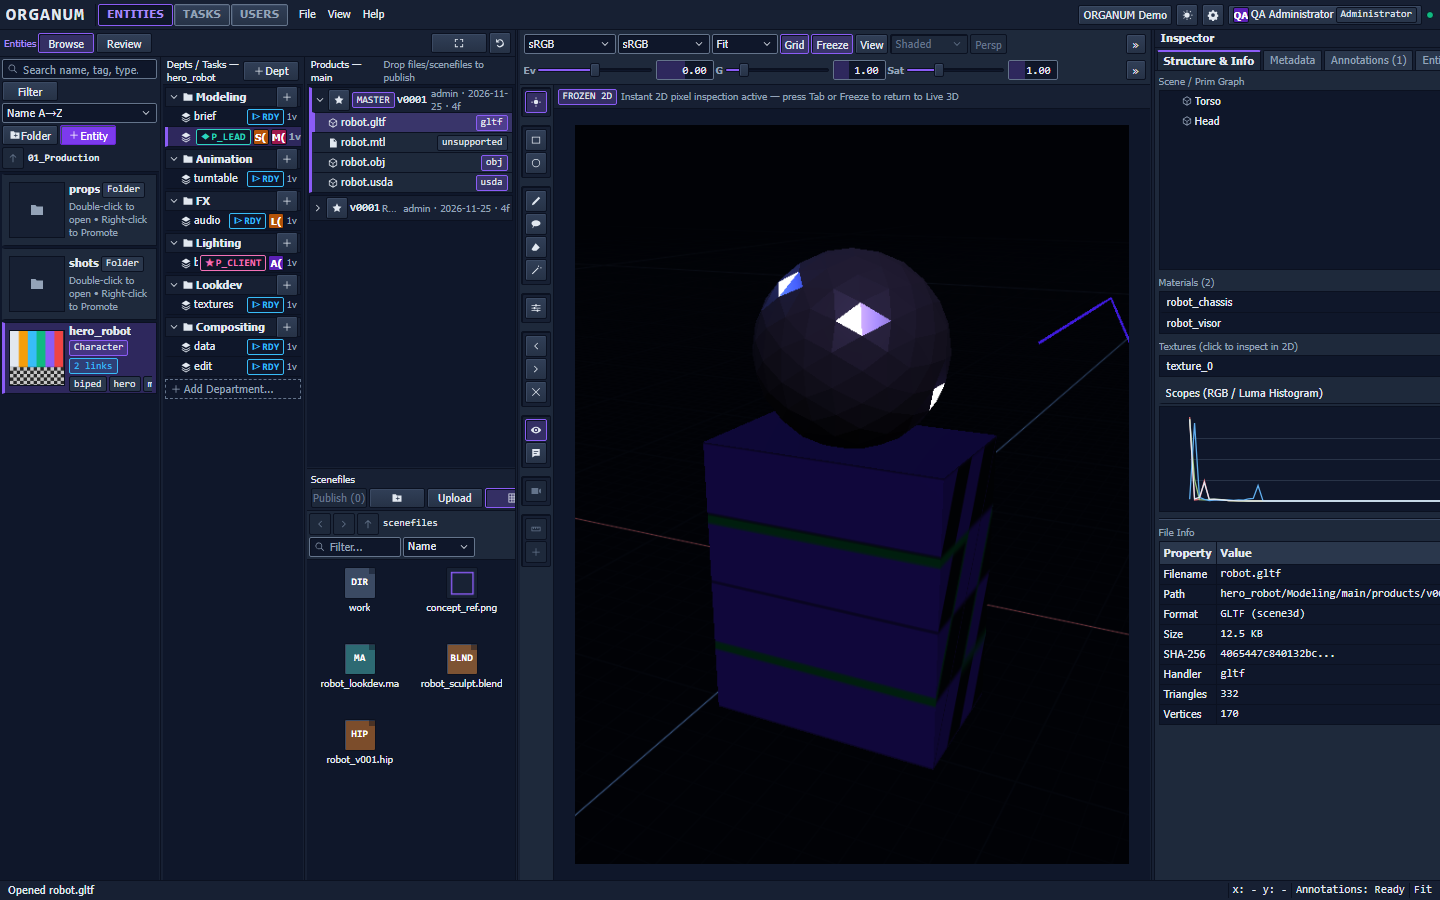 ORGANUM ENTITIES TASKS USERS File View Help ORGANUM Demo QA QA Administrator Administrator
Entities Browse Review
Search name, tag, type.
Filter
Name A→Z
Folder + Entity
01_Production
props Folder
Double-click to
open • Right-click
to Promote
shots Folder
Double-click to
open • Right-click
to Promote
hero_robot
Character
2 links
biped hero
Depts / Tasks —
hero_robot
+ Dept
Modeling
brief RDY 1v
P_LEAD S( M( 1v
Animation
turntable RDY 1v
FX
audio RDY L( 1v
Lighting
P_CLIENT A( 1v
Lookdev
textures RDY 1v
Compositing
data RDY 1v
edit RDY 1v
+ Add Department...
Products —
main
Drop files/scenefiles to
publish
MASTER v0001 admin · 2026-11-
25 · 4f
robot.gltf gltf
robot.mtl unsupported
robot.obj obj
robot.usda usda
v0001 R... admin · 2026-11-25 · 4f
Scenefiles
Publish (0) Upload
scenefiles
Filter... Name
DIR
work
concept_ref.png
MA
robot_lookdev.ma
BLND
robot_sculpt.blend
HIP
robot_v001.hip
sRGB sRGB Fit Grid Freeze View Shaded Persp »
Ev 0.00 G 1.00 Sat 1.00 »
FROZEN 2D Instant 2D pixel inspection active — press Tab or Freeze to return to Live 3D
Inspector
Structure & Info Metadata Annotations (1) Enti
Scene / Prim Graph
Torso
Head
Materials (2)
robot_chassis
robot_visor
Textures (click to inspect in 2D)
texture_0
Scopes (RGB / Luma Histogram)
File Info
Property Value
Filename robot.gltf
Path hero_robot/Modeling/main/products/v00
Format GLTF (scene3d)
Size 12.5 KB
SHA-256 4065447c840132bc...
Handler gltf
Triangles 332
Vertices 170
Opened robot.gltf x: - y: - Annotations: Ready Fit